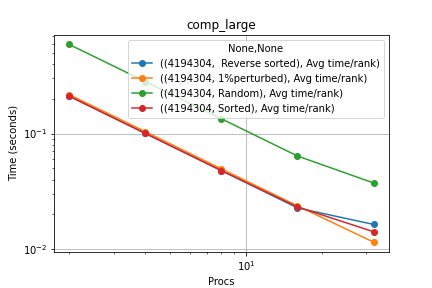 comp_large
None,None
((4194304,  Reverse sorted), Avg time/rank)
((4194304, 1%perturbed), Avg time/rank)
((4194304, Random), Avg time/rank)
((4194304, Sorted), Avg time/rank)
Time (seconds)
10⁻¹
10⁻²
10¹
Procs